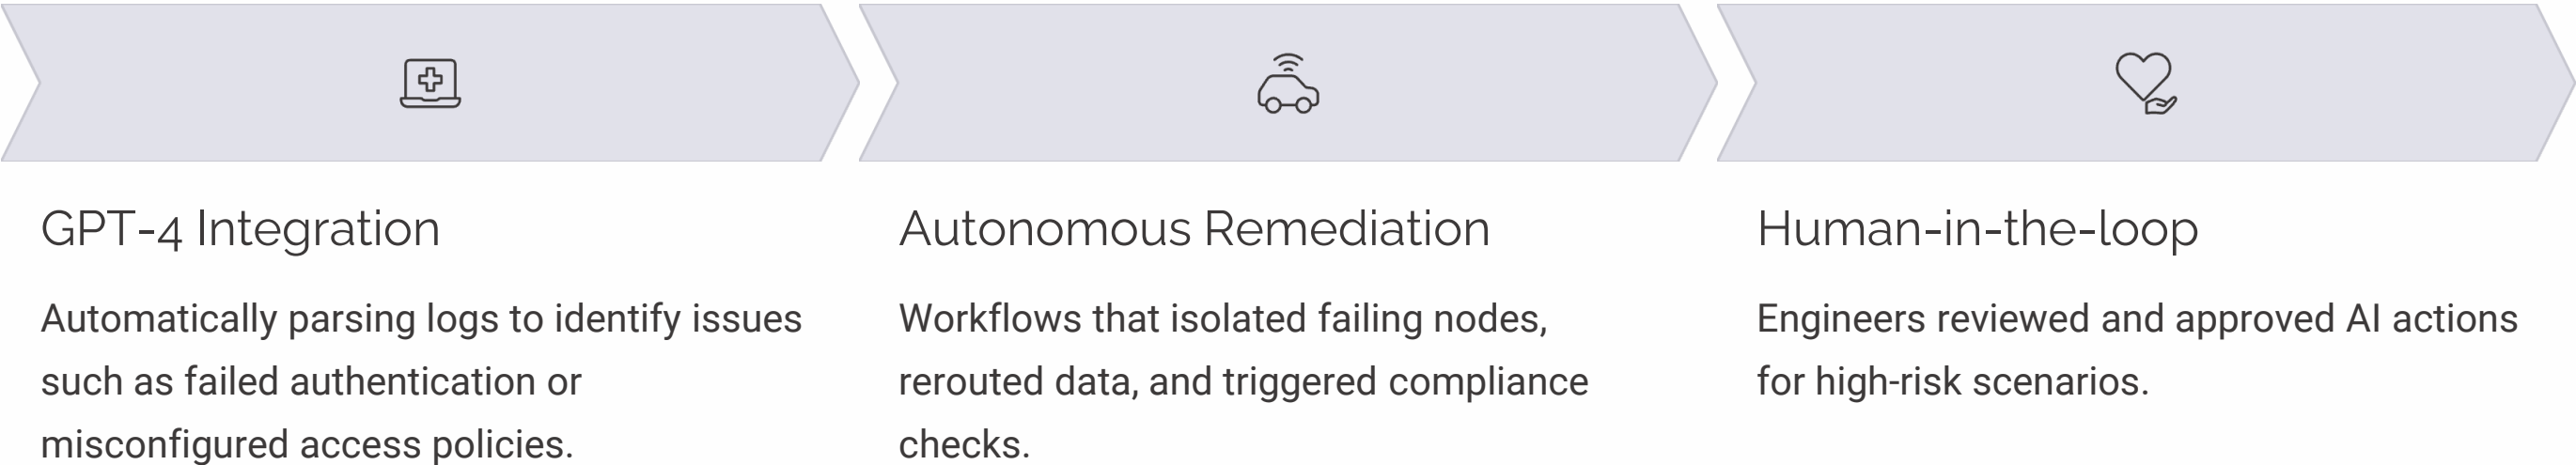 GPT-4 Integration
Automatically parsing logs to identify issues
such as failed authentication or
misconfigured access policies.
Autonomous Remediation
Workflows that isolated failing nodes,
rerouted data, and triggered compliance
checks.
Human-in-the-loop
Engineers reviewed and approved AI actions
for high-risk scenarios.